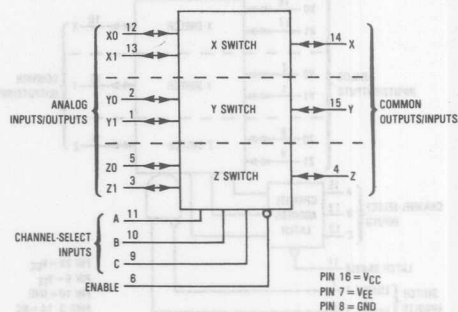 X0 12
X SWITCH
14 X
X1 13
ANALOG
INPUTS/OUTPUTS
Y0 2
Y SWITCH
15 Y
Y1 1
COMMON
OUTPUTS/INPUTS
Z0 5
Z SWITCH
4 Z
Z1 3
CHANNEL-SELECT
INPUTS
A 11
B 10
C 9
ENABLE 6
PIN 16 = VCC
PIN 7 = VEE
PIN 8 = GND